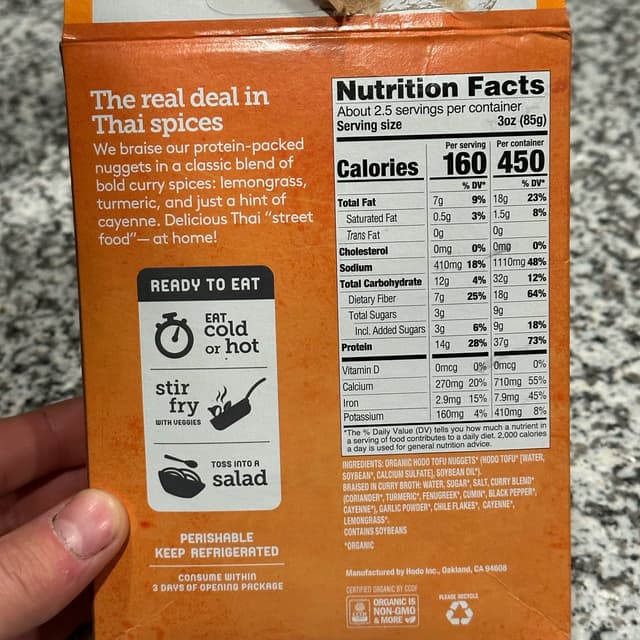 The real deal in
Thai spices
We braise our protein-packed
nuggets in a classic blend of
bold curry spices: lemongrass,
turmeric, and just a hint of
cayenne. Delicious Thai “street
food”— at home!
READY TO EAT
EAT
cold
or hot
stir
fry
WITH VEGGIES
TOSS INTO A
salad
PERISHABLE
KEEP REFRIGERATED
CONSUME WITHIN
3 DAYS OF OPENING PACKAGE
Nutrition Facts
About 2.5 servings per container
Serving size 3oz (85g)
Per serving Per container
Calories 160 450
% DV* % DV*
Total Fat 7g 9% 18g 23%
Saturated Fat 0.5g 3% 1.5g 8%
Trans Fat 0g 0g
Cholesterol 0mg 0% 0mg 0%
Sodium 410mg 18% 1110mg 48%
Total Carbohydrate 12g 4% 32g 12%
Dietary Fiber 7g 25% 18g 64%
Total Sugars 3g 9g
Incl. Added Sugars 3g 6% 9g 18%
Protein 14g 28% 37g 73%
Vitamin D 0mcg 0% 0mcg 0%
Calcium 270mg 20% 710mg 55%
Iron 2.9mg 15% 7.9mg 45%
Potassium 160mg 4% 410mg 8%
*The % Daily Value (DV) tells you how much a nutrient in
a serving of food contributes to a daily diet. 2,000 calories
a day is used for general nutrition advice.
INGREDIENTS: ORGANIC HODO TOFU NUGGETS* (HODO TOFU* [WATER,
SOYBEAN*, CALCIUM SULFATE], SOYBEAN OIL*).
BRAISED IN CURRY BROTH: WATER, SUGAR*, SALT, CURRY BLEND*
(CORIANDER*, TURMERIC*, FENUGREEK*, CUMIN*, BLACK PEPPER*,
CAYENNE*), GARLIC POWDER*, CHILE FLAKES*, CAYENNE*,
LEMONGRASS*.
CONTAINS SOYBEANS
*ORGANIC
Manufactured by Hodo Inc., Oakland, CA 94608
CERTIFIED ORGANIC BY CCOF
ORGANIC IS
NON-GMO
& MORE
PLEASE RECYCLE